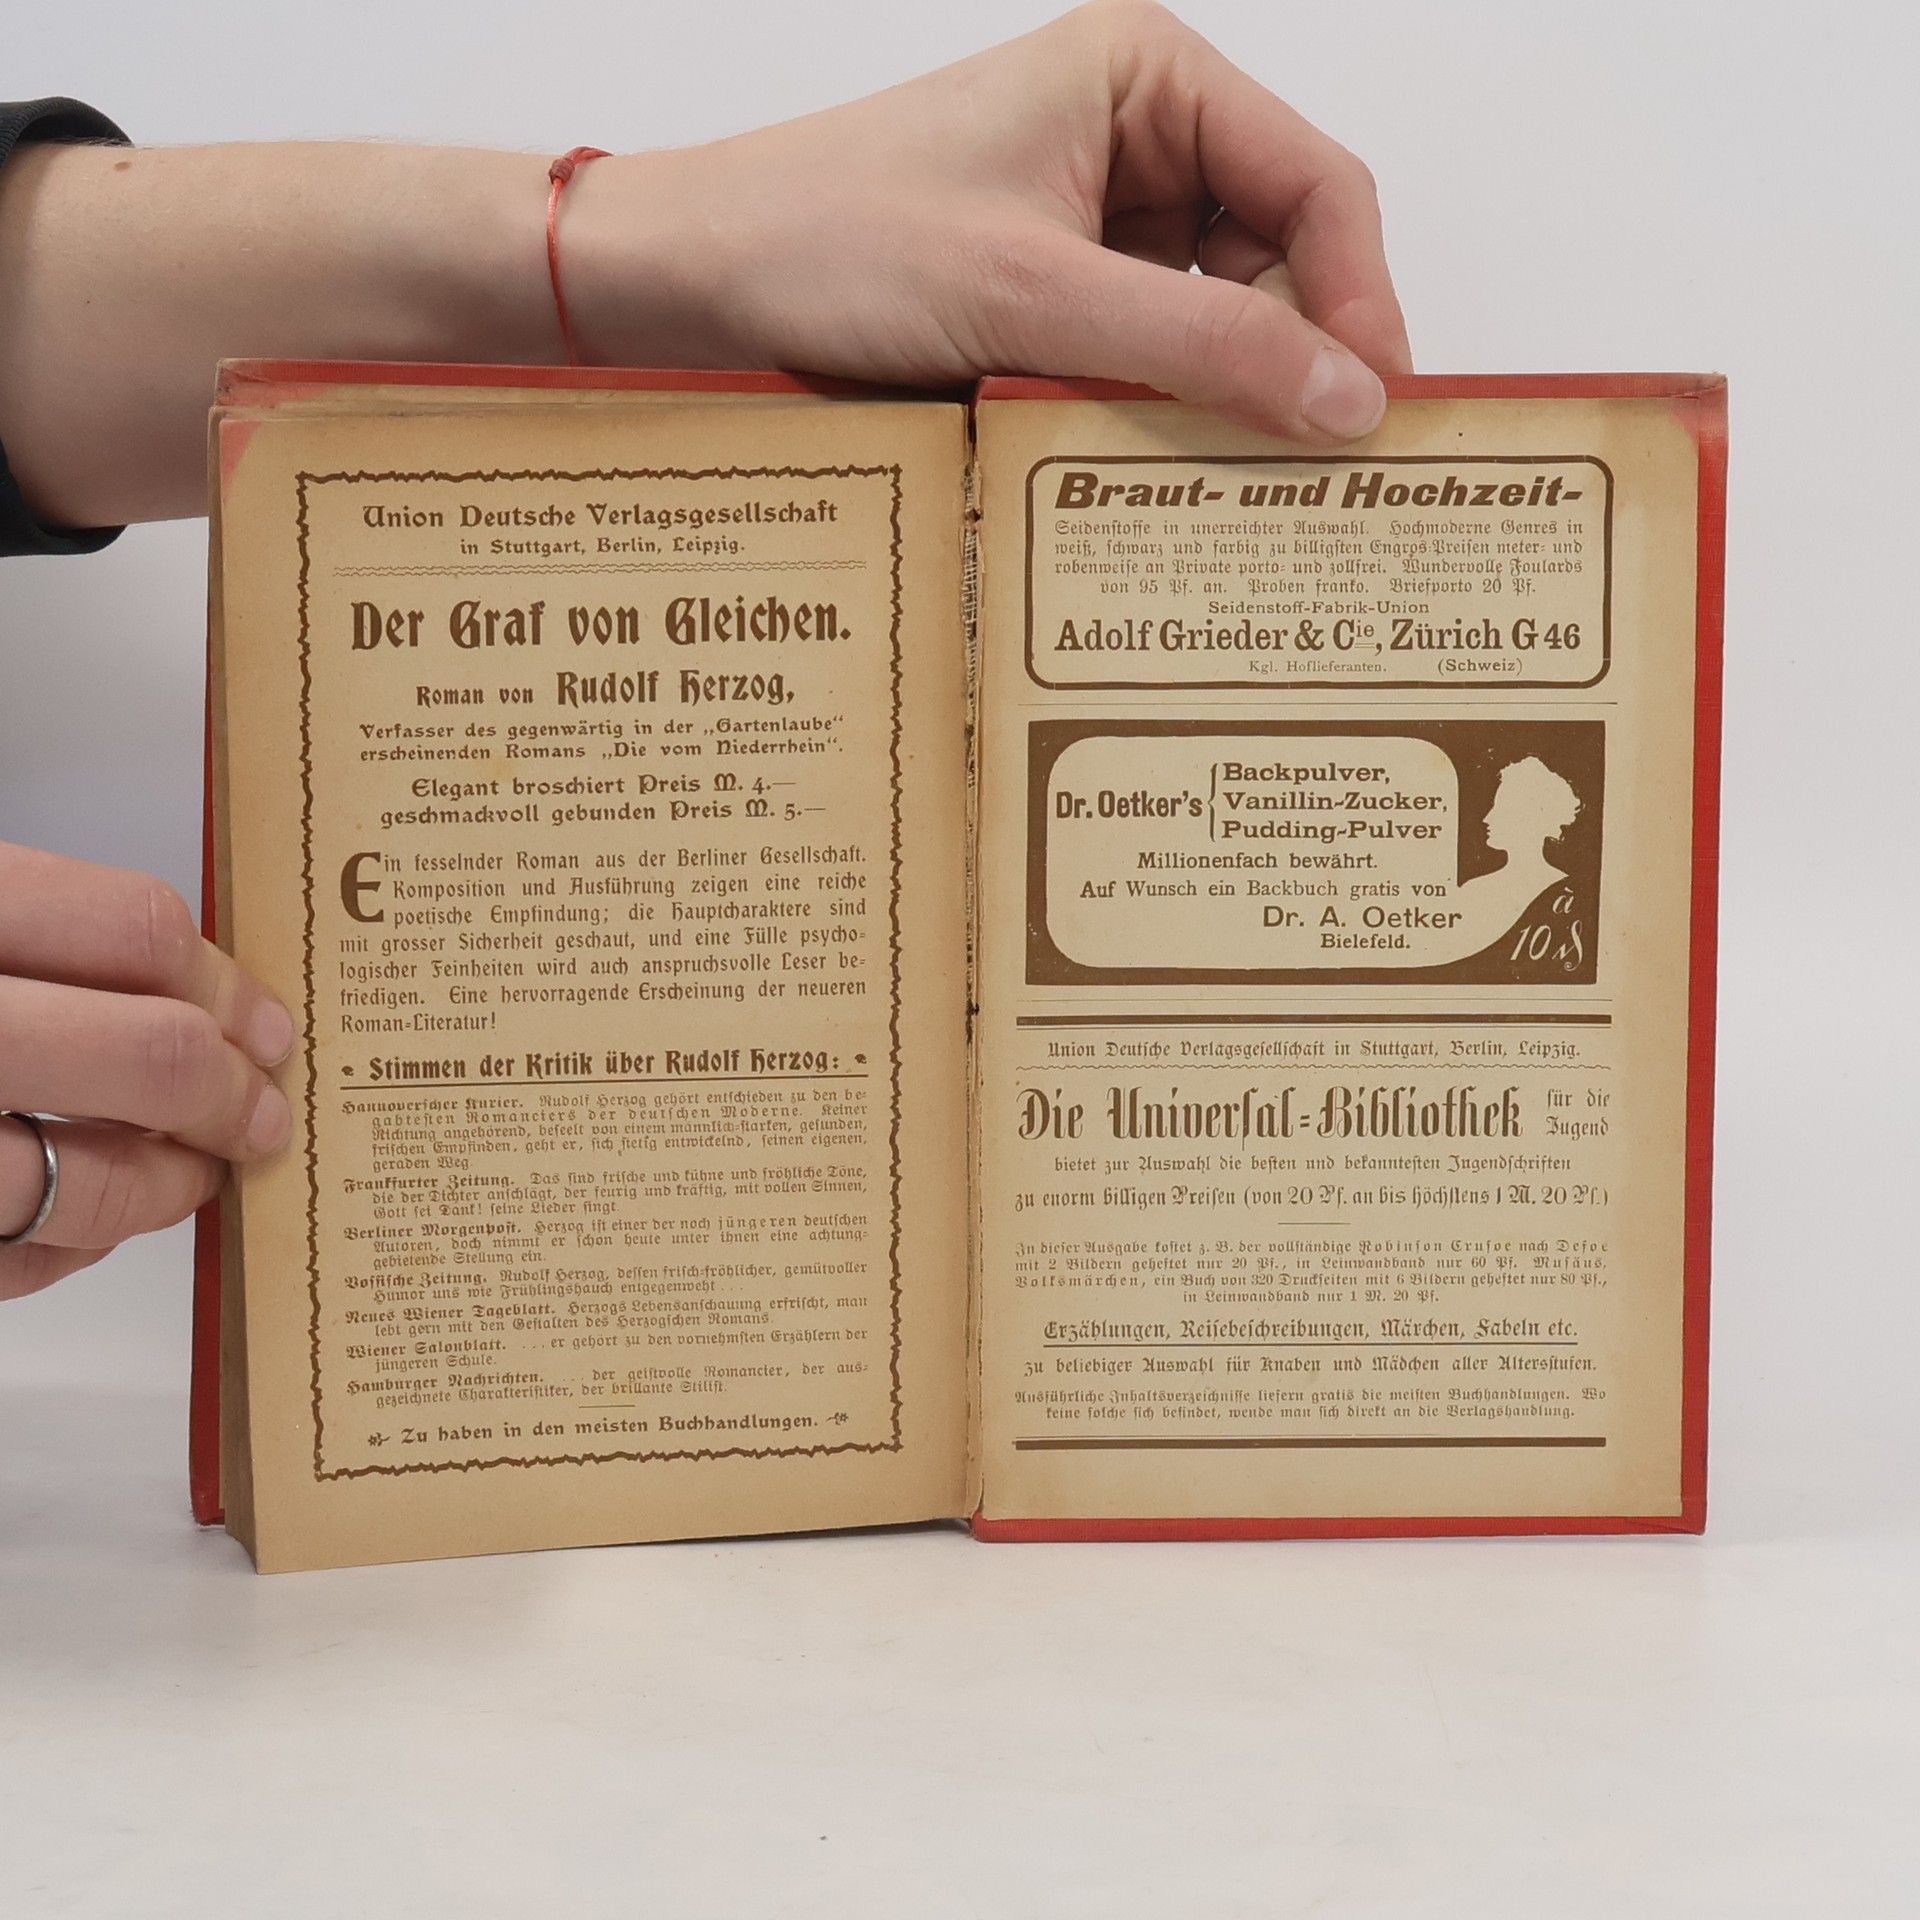 Union Deutsche Verlagsgesellschaft
in Stuttgart, Berlin, Leipzig.
Der Graf von Gleichen.
Roman von Rudolf Herzog,
Verfasser des gegenwärtig in der „Gartenlaube“
erscheinenden Romans „Die vom Niederrhein“.
Elegant broschiert Preis M. 4.—
geschmackvoll gebunden Preis M. 5.—
Ein fesselnder Roman aus der Berliner Gesellschaft.
Komposition und Ausführung zeigen eine reiche
poetische Empfindung; die Hauptcharaktere sind
mit grosser Sicherheit geschaut, und eine Fülle psycho-
logischer Feinheiten wird auch anspruchsvolle Leser be-
friedigen. Eine hervorragende Erscheinung der neueren
Roman-Literatur!
Stimmen der Kritik über Rudolf Herzog:
Hannoverscher Kurier. Rudolf Herzog gehört entschieden zu den be-
gabtesten Romanciers der deutschen Moderne. Keiner
Richtung angehörend, beseelt von einem männlich-starken, gesunden,
frischen Empfinden, geht er, sich stetig entwickelnd, seinen eigenen,
geraden Weg.
Frankfurter Zeitung. Das sind frische und kühne und fröhliche Töne,
die der Dichter anschlägt, der feurig und kräftig, mit vollen Sinnen,
Gott sei Dank! seine Lieder singt.
Berliner Morgenpost. Herzog ist einer der noch jüngeren deutschen
Autoren, doch nimmt er schon heute unter ihnen eine achtung-
gebietende Stellung ein.
Vossische Zeitung. Rudolf Herzog, dessen frisch-fröhlicher, gemütvoller
Humor uns wie Frühlingshauch entgegenweht . . .
Neues Wiener Tageblatt. Herzogs Lebensanschauung erfrischt, man
lebt gern mit den Gestalten des Herzogschen Romans.
Wiener Salonblatt. . . . er gehört zu den vornehmsten Erzählern der
jüngeren Schule.
Hamburger Nachrichten. . . . der geistvolle Romancier, der aus-
gezeichnete Charakteristiker, der brillante Stilist.
Zu haben in den meisten Buchhandlungen.
Braut- und Hochzeit-
Seidenstoffe in unerreichter Auswahl. Hochmoderne Genres in
weiß, schwarz und farbig zu billigsten Engros-Preisen meter- und
robenweise an Private porto- und zollfrei. Wundervolle Foulards
von 95 Pf. an. Proben franko. Briefporto 20 Pf.
Seidenstoff-Fabrik-Union
Adolf Grieder & Cie, Zürich G 46
Kgl. Hoflieferanten. (Schweiz)
Dr. Oetker's { Backpulver,
Vanillin-Zucker,
Pudding-Pulver
Millionenfach bewährt.
Auf Wunsch ein Backbuch gratis von
Dr. A. Oetker
Bielefeld.
à
10 ₰
Union Deutsche Verlagsgesellschaft in Stuttgart, Berlin, Leipzig.
Die Universal-Bibliothek für die Jugend
bietet zur Auswahl die besten und bekanntesten Jugendschriften
zu enorm billigen Preisen (von 20 Pf. an bis höchstens 1 M. 20 Pf.)
In dieser Ausgabe kostet z. B. der vollständige Robinson Crusoe nach Defoe
mit 2 Bildern geheftet nur 20 Pf., in Leinwandband nur 60 Pf. Musäus,
Volksmärchen, ein Buch von 320 Druckseiten mit 6 Bildern geheftet nur 80 Pf.,
in Leinwandband nur 1 M. 20 Pf.
Erzählungen, Reisebeschreibungen, Märchen, Fabeln etc.
zu beliebiger Auswahl für Knaben und Mädchen aller Altersstufen.
Ausführliche Inhaltsverzeichnisse liefern gratis die meisten Buchhandlungen. Wo
keine solche sich befindet, wende man sich direkt an die Verlagshandlung.